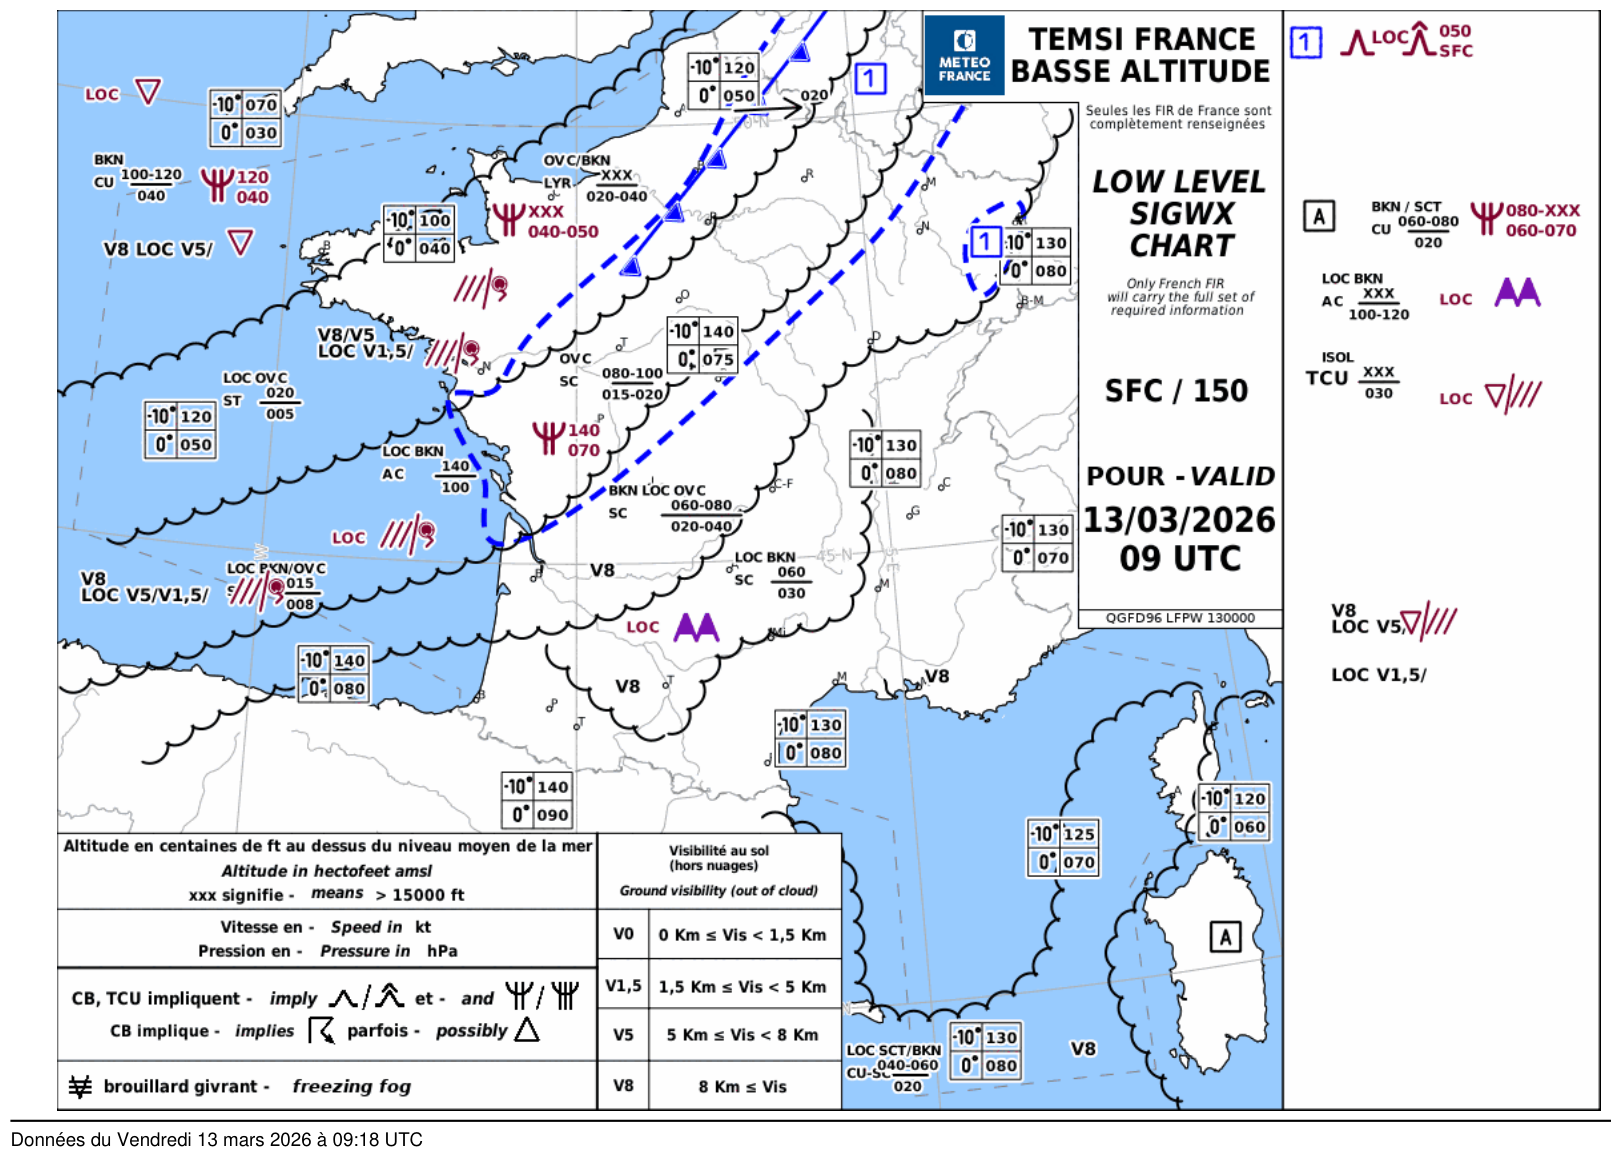 TEMSI FRANCE
BASSE ALTITUDE
METEO
FRANCE
Seules les FIR de France sont
complètement renseignées
LOW LEVEL
SIGWX
CHART
Only French FIR
will carry the full set of
required information
SFC / 150
POUR - VALID
13/03/2026
09 UTC
QGFD96 LFPW 130000
1
LOC
050
SFC
A
BKN / SCT
CU
060-080
020
080-XXX
060-070
LOC BKN
AC
XXX
100-120
LOC
ISOL
TCU
XXX
030
LOC
V8
LOC V5/
LOC V1,5/
LOC
-10° 070
0° 030
BKN
CU
100-120
040
120
040
V8 LOC V5/
-10° 100
0° 040
OVC/BKN
LYR
XXX
020-040
XXX
040-050
-10° 120
0° 050
020
50°N
1
1
-10° 130
0° 080
V8/V5
LOC V1,5/
LOC OVC
ST
020
005
-10° 120
0° 050
OVC
SC
080-100
015-020
-10° 140
0° 075
140
070
LOC BKN
AC
140
100
LOC
BKN LOC OVC
SC
060-080
020-040
-10° 130
0° 080
-10° 130
0° 070
V8
LOC V5/V1,5/
LOC BKN/OVC
015
008
V8
LOC BKN
SC
060
030
45°N
LOC
-10° 140
0° 080
V8
V8
-10° 130
0° 080
-10° 140
0° 090
-10° 125
0° 070
-10° 120
0° 060
A
LOC SCT/BKN
CU-SC
040-060
020
-10° 130
0° 080
V8
Altitude en centaines de ft au dessus du niveau moyen de la mer
Altitude in hectofeet amsl
xxx signifie - means > 15000 ft
Vitesse en - Speed in kt
Pression en - Pressure in hPa
CB, TCU impliquent - imply / et - and /
CB implique - implies parfois - possibly
brouillard givrant - freezing fog
Visibilité au sol
(hors nuages)
Ground visibility (out of cloud)
V0 0 Km ≤ Vis < 1,5 Km
V1,5 1,5 Km ≤ Vis < 5 Km
V5 5 Km ≤ Vis < 8 Km
V8 8 Km ≤ Vis
Données du Vendredi 13 mars 2026 à 09:18 UTC